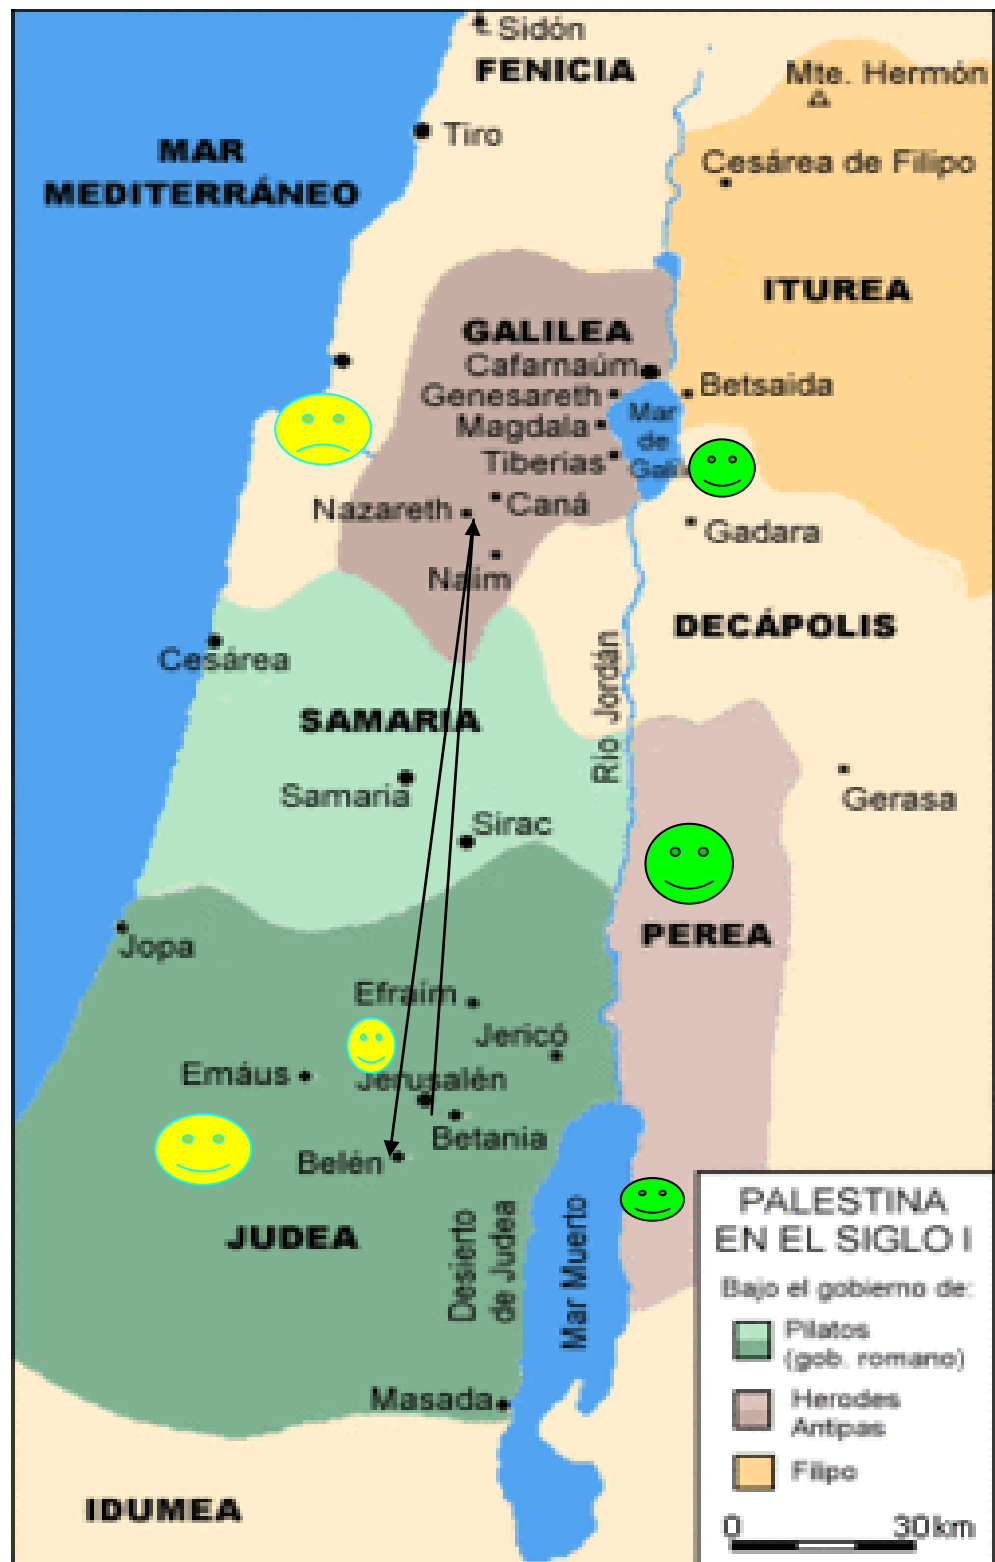 Sidón
FENICIA
Mte. Hermón
MAR
MEDITERRÁNEO
Tiro
Cesárea de Filipo
ITUREA
GALILEA
Cafarnaúm
Genesareth
Betsaida
Magdala
Mar
de
Tiberias
Galil
Nazareth
Caná
Gadara
Naim
DECÁPOLIS
Cesárea
SAMARIA
Río Jordán
Samaria
Gerasa
Sirac
PEREA
Jopa
Efraím
Jericó
Emáus
Jerusalén
Betania
Belén
JUDEA
Desierto
de Judea
Mar Muerto
Masada
IDUMEA
PALESTINA
EN EL SIGLO I
Bajo el gobierno de:
Pilatos
(gob. romano)
Herodes
Antipas
Filipo
0 30km